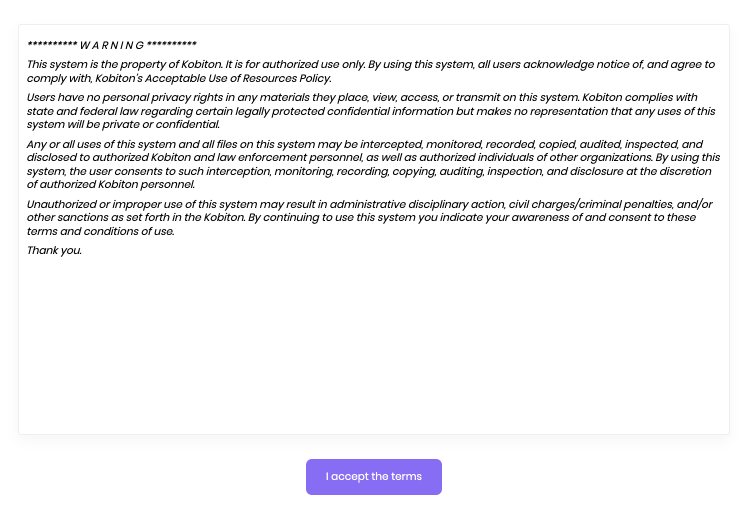 ********** W A R N I N G **********
This system is the property of Kobiton. It is for authorized use only. By using this system, all users acknowledge notice of, and agree to
comply with, Kobiton's Acceptable Use of Resources Policy.
Users have no personal privacy rights in any materials they place, view, access, or transmit on this system. Kobiton complies with
state and federal law regarding certain legally protected confidential information but makes no representation that any uses of this
system will be private or confidential.
Any or all uses of this system and all files on this system may be intercepted, monitored, recorded, copied, audited, inspected, and
disclosed to authorized Kobiton and law enforcement personnel, as well as authorized individuals of other organizations. By using this
system, the user consents to such interception, monitoring, recording, copying, auditing, inspection, and disclosure at the discretion
of authorized Kobiton personnel.
Unauthorized or improper use of this system may result in administrative disciplinary action, civil charges/criminal penalties, and/or
other sanctions as set forth in the Kobiton. By continuing to use this system you indicate your awareness of and consent to these
terms and conditions of use.
Thank you.
I accept the terms